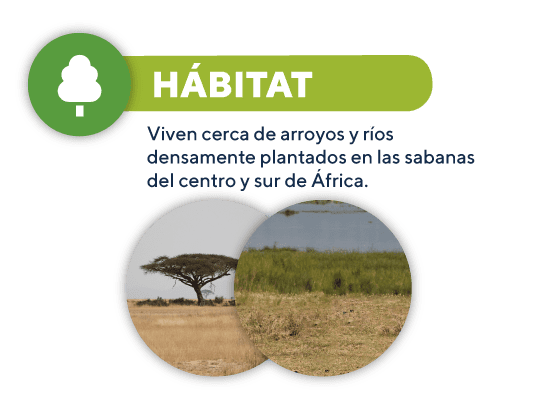 HÁBITAT
Viven cerca de arroyos y ríos
densamente plantados en las sabanas
del centro y sur de África.